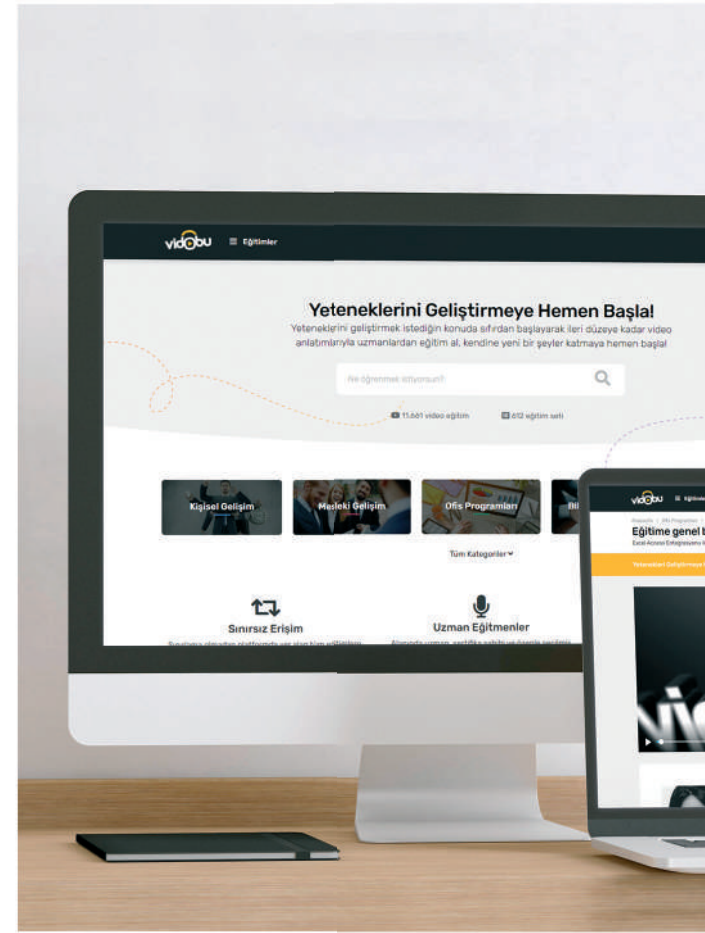 vidobu
Eğitimler
Yeteneklerini Geliştirmeye Hemen Başla!
Yeteneklerini geliştirmek istediğin konuda sıfırdan başlayarak ileri düzeye kadar video
anlatımlarıyla uzmanlardan eğitim al, kendine yeni bir şeyler katmaya hemen başla!
Ne öğrenmek istiyorsun?
11.661 video eğitim
612 eğitim seti
Kişisel Gelişim
Mesleki Gelişim
Ofis Programları
Bil
Tüm Kategoriler
Sınırsız Erişim
Uzman Eğitmenler
vidobu
Eğitimler
Eğitime genel b